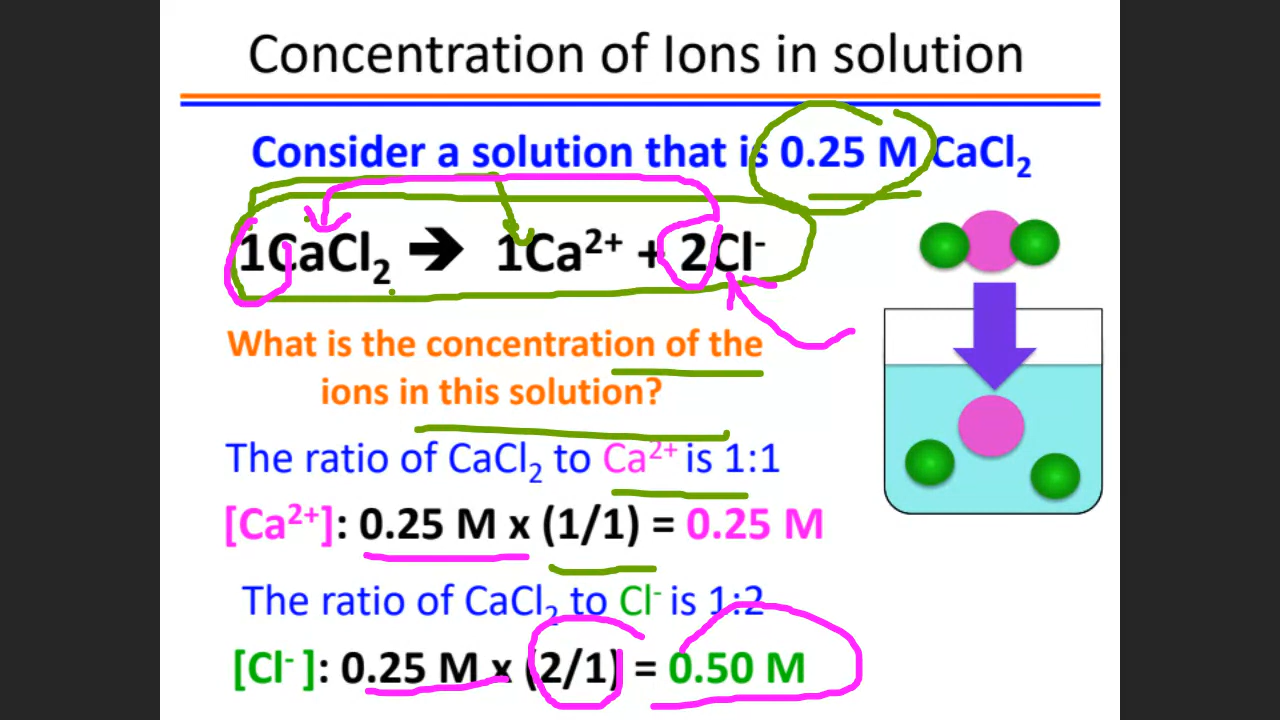 Concentration of Ions in solution
Consider a solution that is 0.25 M CaCl₂
1CaCl₂ ➔ 1Ca²⁺ + 2Cl⁻
What is the concentration of the
ions in this solution?
The ratio of CaCl₂ to Ca²⁺ is 1:1
[Ca²⁺]: 0.25 M x (1/1) = 0.25 M
The ratio of CaCl₂ to Cl⁻ is 1:2
[Cl⁻ ]: 0.25 M x (2/1) = 0.50 M